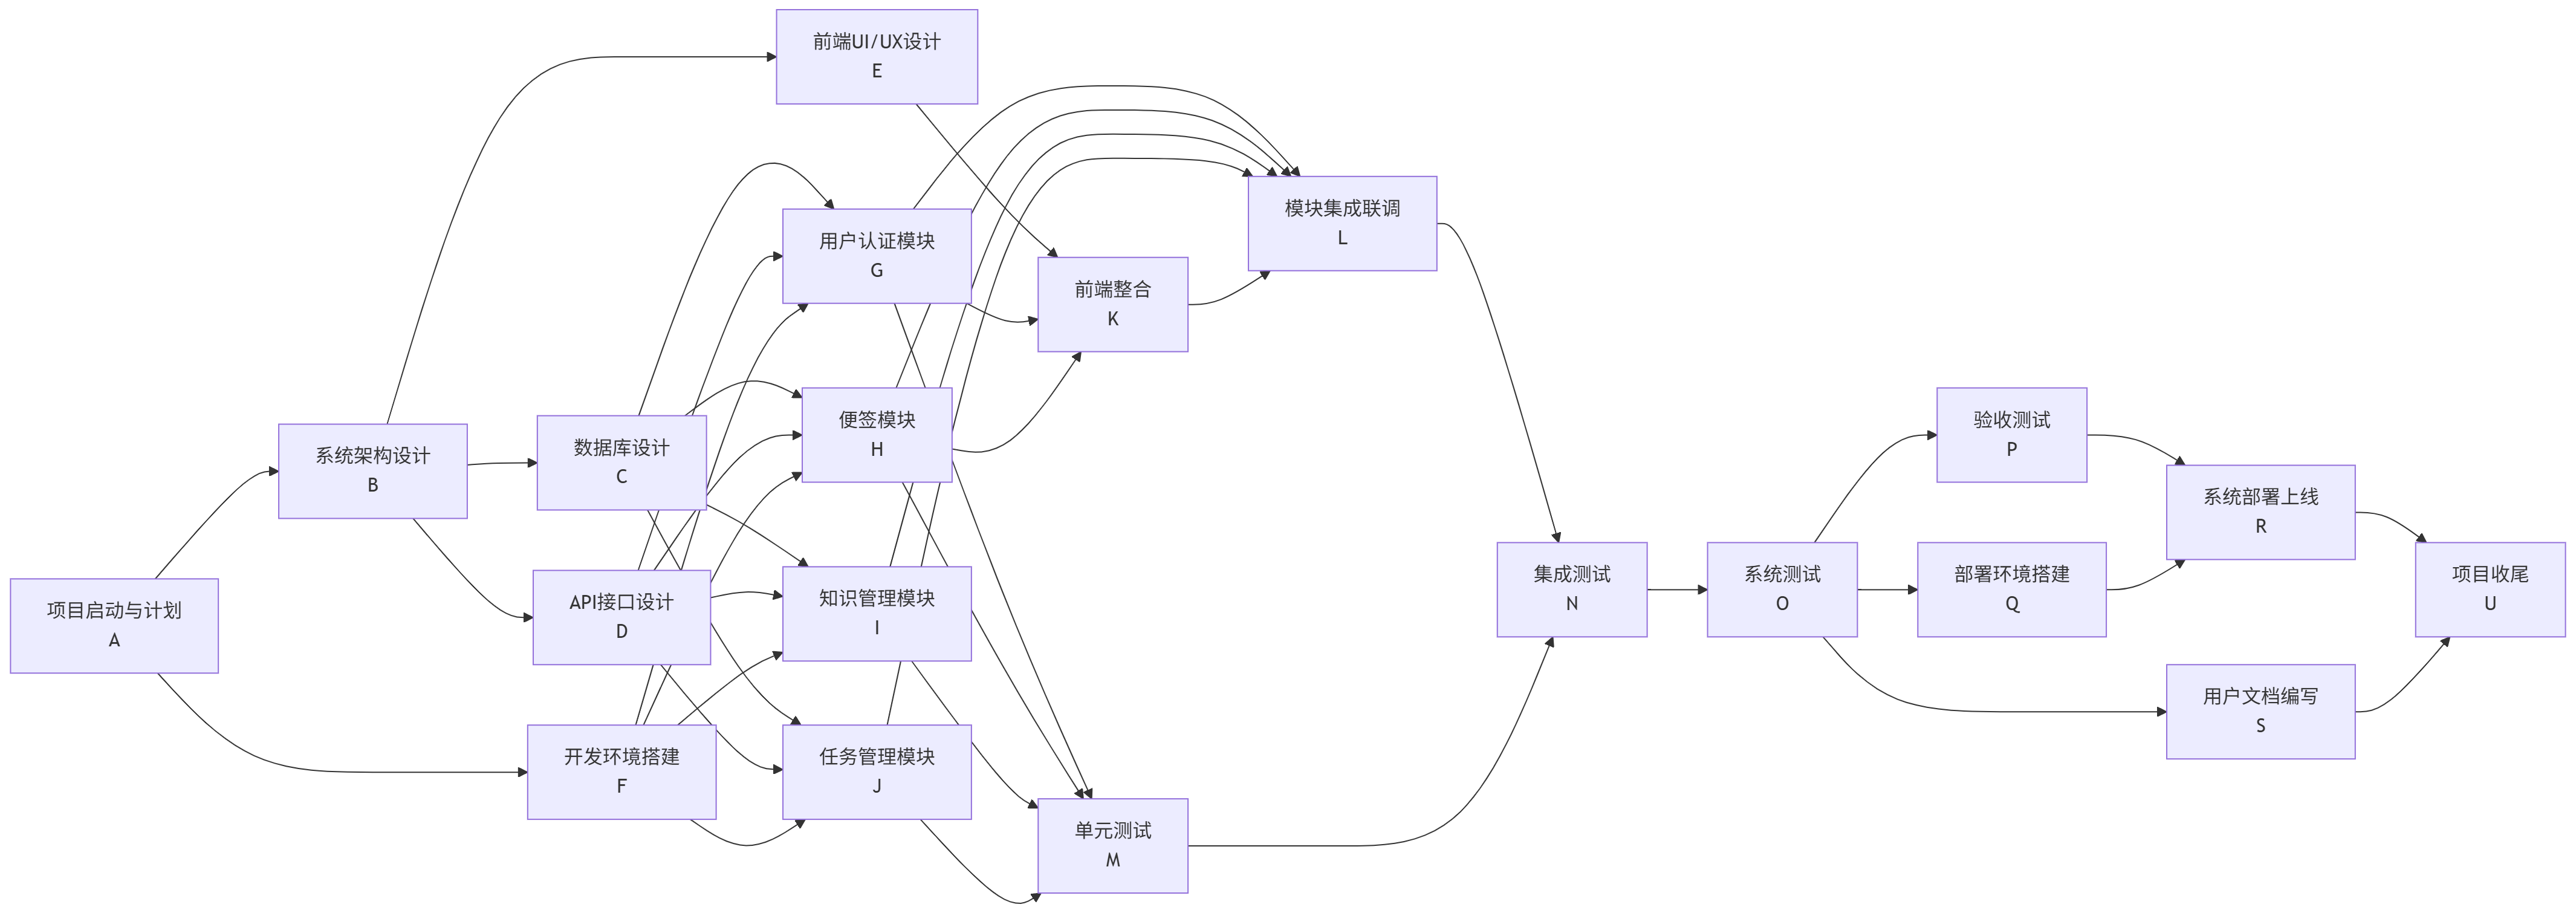 前端UI/UX设计
E
用户认证模块
G
模块集成联调
L
前端整合
K
系统架构设计
B
数据库设计
C
便签模块
H
验收测试
P
系统部署上线
R
项目启动与计划
A
API接口设计
D
知识管理模块
I
集成测试
N
系统测试
O
部署环境搭建
Q
项目收尾
U
开发环境搭建
F
任务管理模块
J
用户文档编写
S
单元测试
M